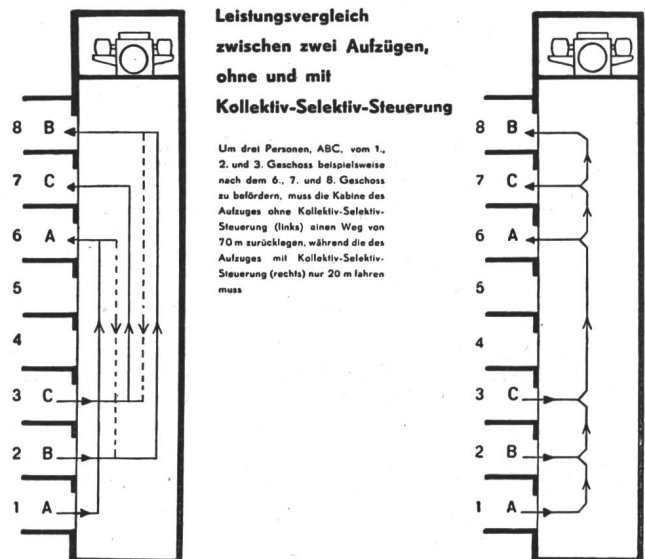 Leistungsvergleich
zwischen zwei Aufzügen,
ohne und mit
Kollektiv-Selektiv-Steuerung
Um drei Personen, ABC, vom 1.,
2. und 3. Geschoss beispielsweise
nach dem 6., 7. und 8. Geschoss
zu befördern, muss die Kabine des
Aufzuges ohne Kollektiv-Selektiv-
Steuerung (links) einen Weg von
70 m zurücklegen, während die des
Aufzuges mit Kollektiv-Selektiv-
Steuerung (rechts) nur 20 m fahren
muss
8 B
7 C
6 A
5
4
3 C
2 B
1 A
8 B
7 C
6 A
5
4
3 C
2 B
1 A